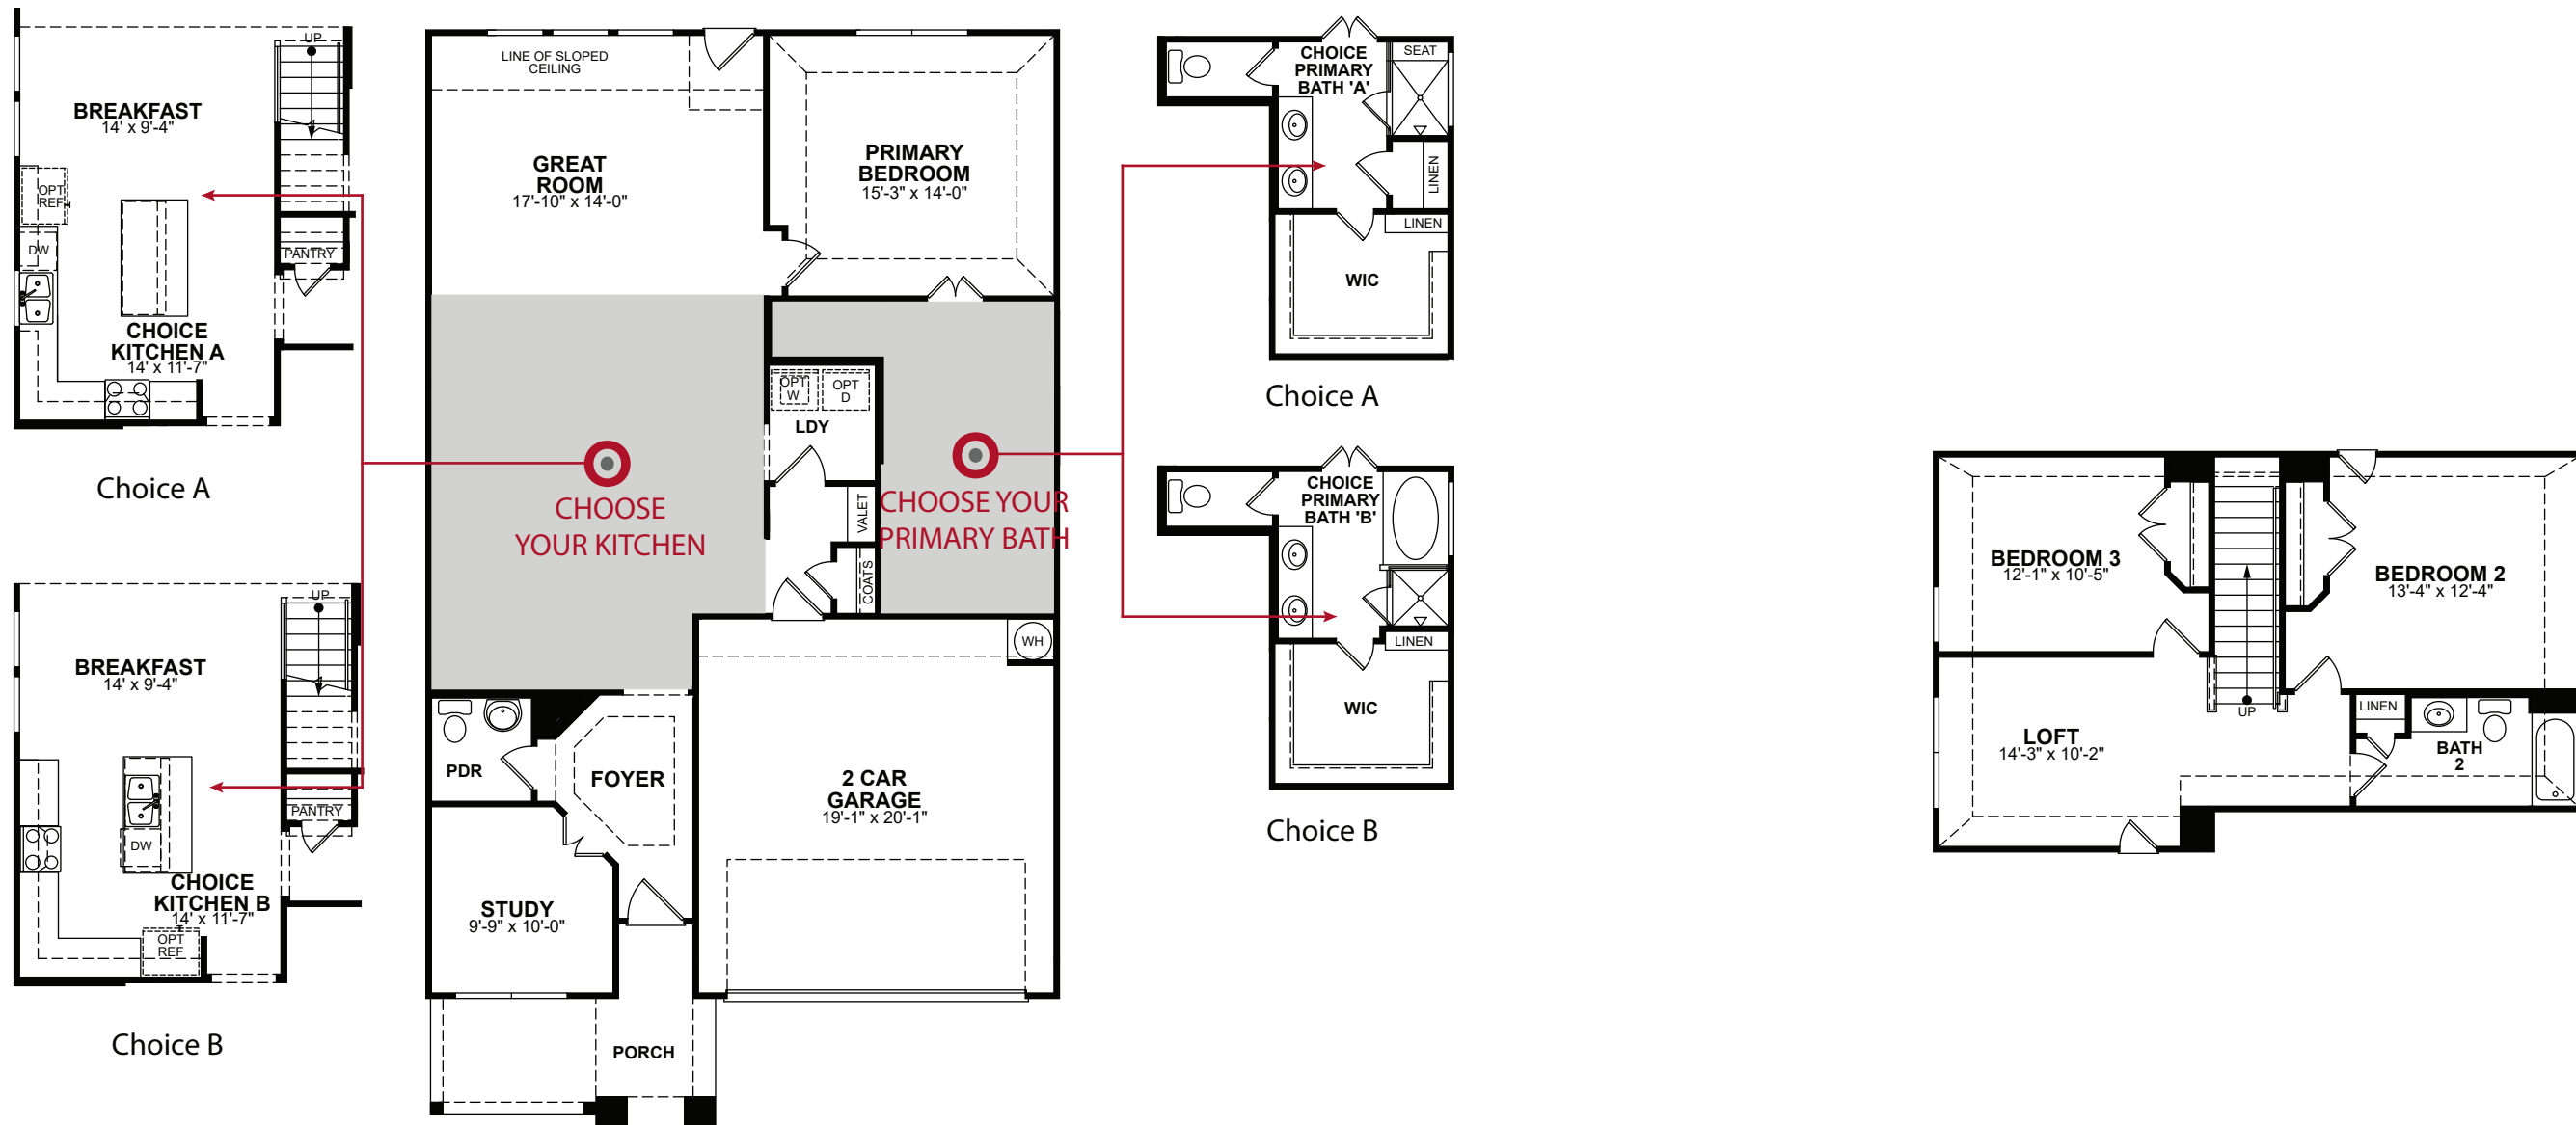 UP
BREAKFAST
14' x 9'-4"
OPT
REF
DW
PANTRY
CHOICE
KITCHEN A
14' x 11'-7"
Choice A
UP
BREAKFAST
14' x 9'-4"
PANTRY
DW
CHOICE
KITCHEN B
14' x 11'-7"
OPT
REF
Choice B
LINE OF SLOPED
CEILING
GREAT
ROOM
17'-10" x 14'-0"
PRIMARY
BEDROOM
15'-3" x 14'-0"
OPT
W
OPT
D
LDY
VALET
COATS
CHOOSE
YOUR KITCHEN
CHOOSE YOUR
PRIMARY BATH
WH
PDR
FOYER
2 CAR
GARAGE
19'-1" x 20'-1"
STUDY
9'-9" x 10'-0"
PORCH
CHOICE
PRIMARY
BATH 'A'
SEAT
LINEN
LINEN
WIC
Choice A
CHOICE
PRIMARY
BATH 'B'
LINEN
WIC
Choice B
BEDROOM 3
12'-1" x 10'-5"
BEDROOM 2
13'-4" x 12'-4"
LOFT
14'-3" x 10'-2"
UP
LINEN
BATH
2